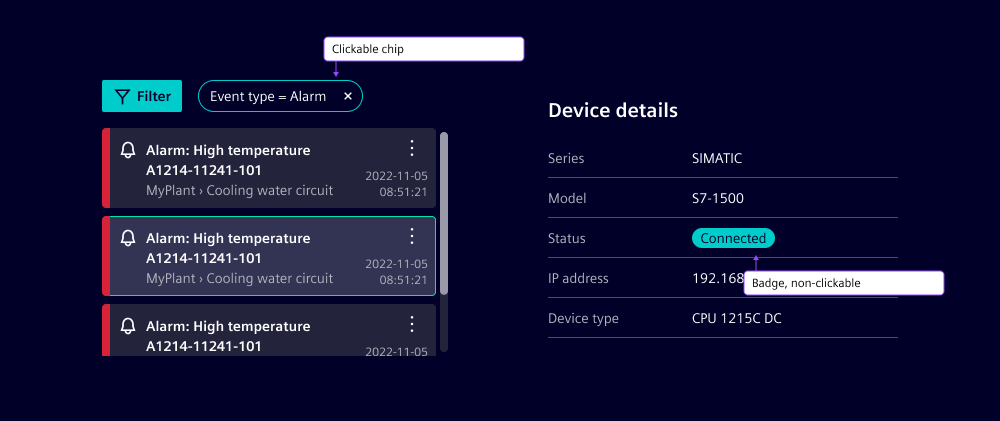 Clickable chip
Filter
Event type = Alarm
Alarm: High temperature
A1214-11241-101
MyPlant › Cooling water circuit
2022-11-05
08:51:21
Alarm: High temperature
A1214-11241-101
MyPlant › Cooling water circuit
2022-11-05
08:51:21
Alarm: High temperature
A1214-11241-101
2022-11-05
Device details
Series SIMATIC
Model S7-1500
Status Connected
IP address 192.168
Badge, non-clickable
Device type CPU 1215C DC